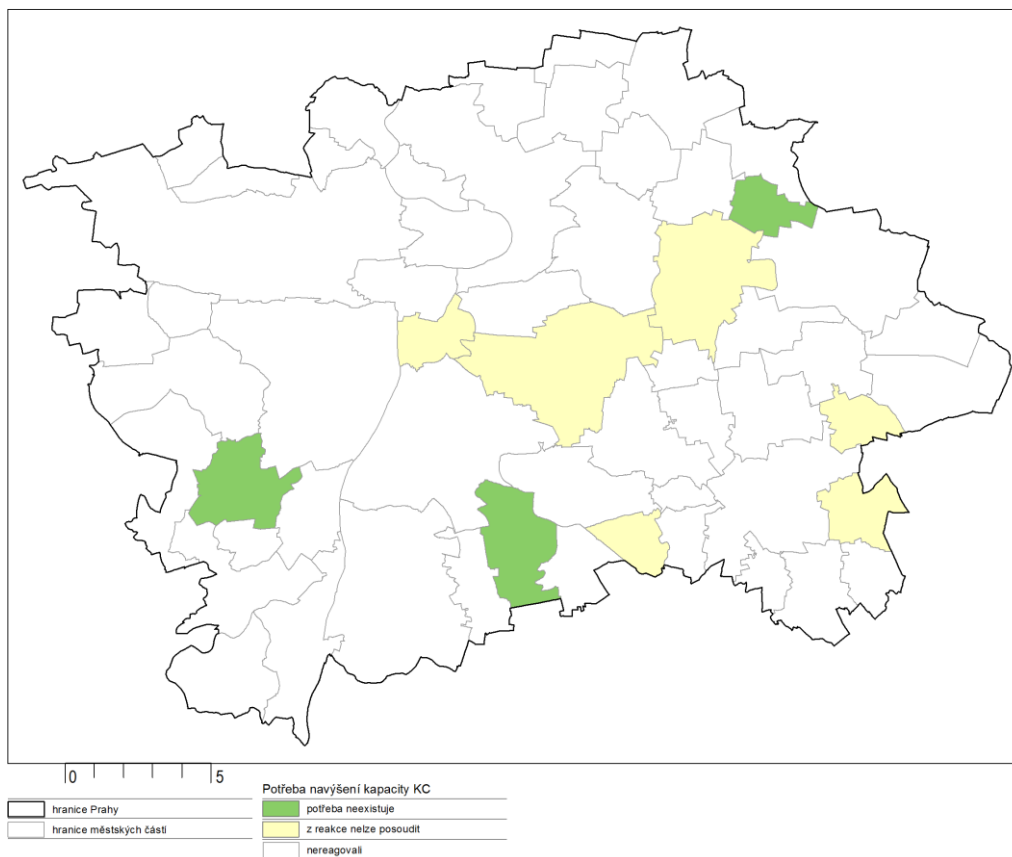 0 5
Potřeba navýšení kapacity KC
hranice Prahy
potřeba neexistuje
hranice městských částí
z reakce nelze posoudit
nereagovali